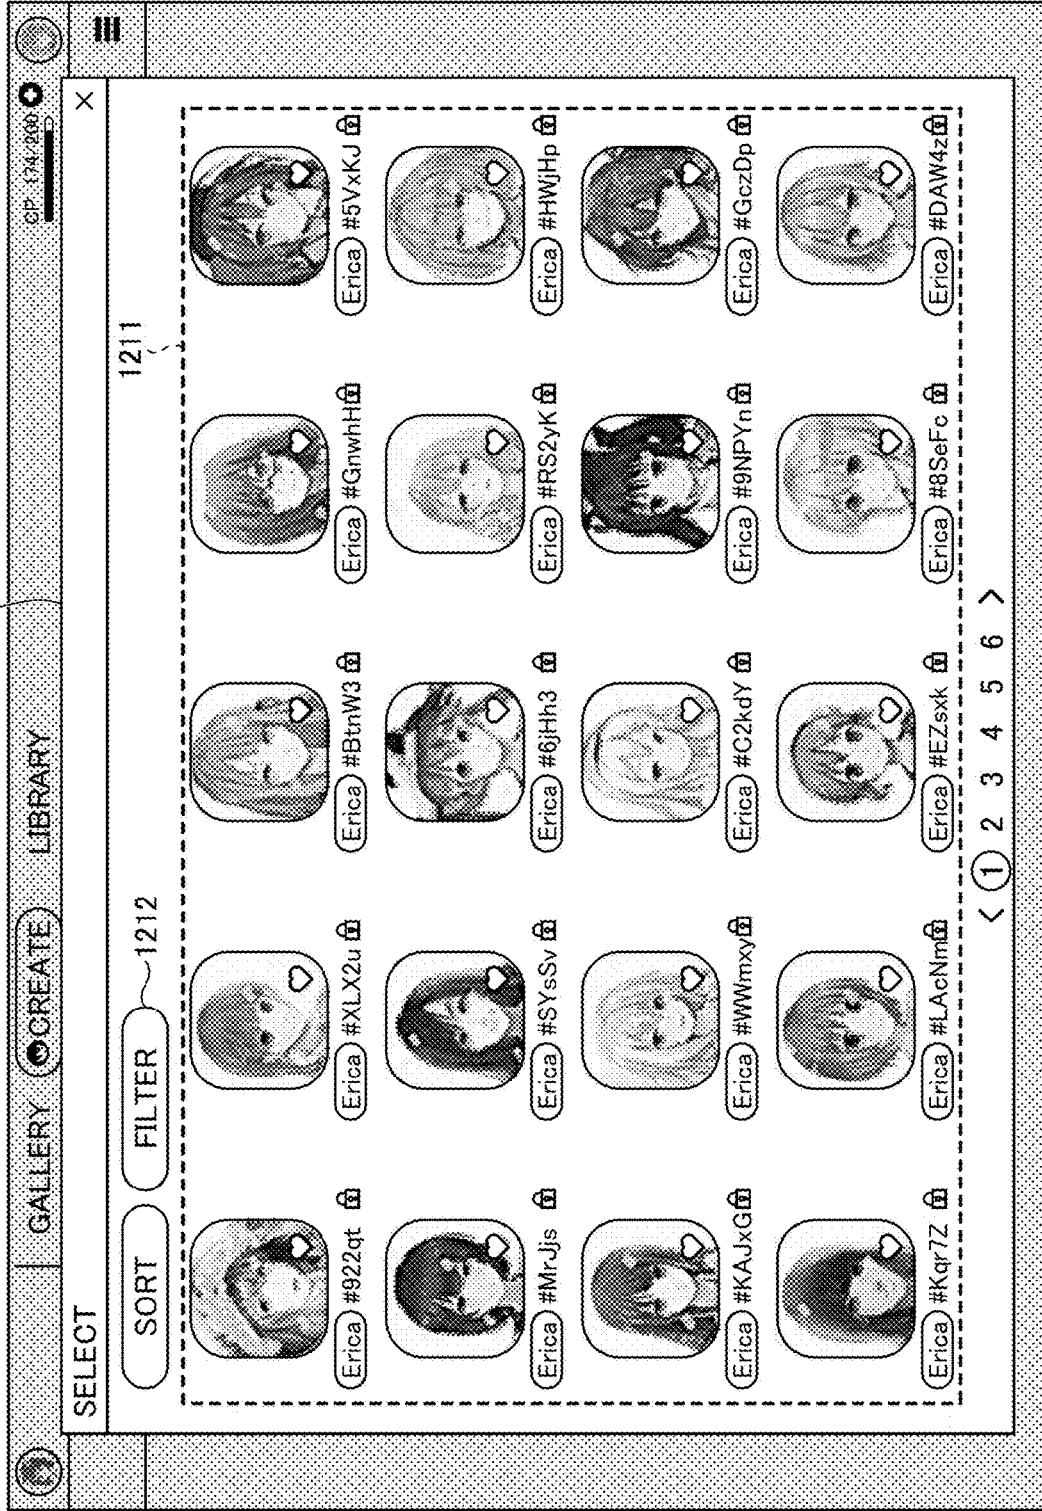 GALLERY CREATE LIBRARY CP 174/200
SELECT ×
SORT FILTER 1212 1211
Erica #922qt Erica #XLX2u Erica #BtnW3 Erica #GnwhH Erica #5VxKJ
Erica #MrJjs Erica #SYsSv Erica #6jHh3 Erica #RS2yK Erica #HWjHp
Erica #KAJxG Erica #WWmxy Erica #C2kdY Erica #9NPYn Erica #GczDp
Erica #Kqr7Z Erica #LAcNm Erica #EZsxk Erica #8SeFc Erica #DAW4z
< 1 2 3 4 5 6 >